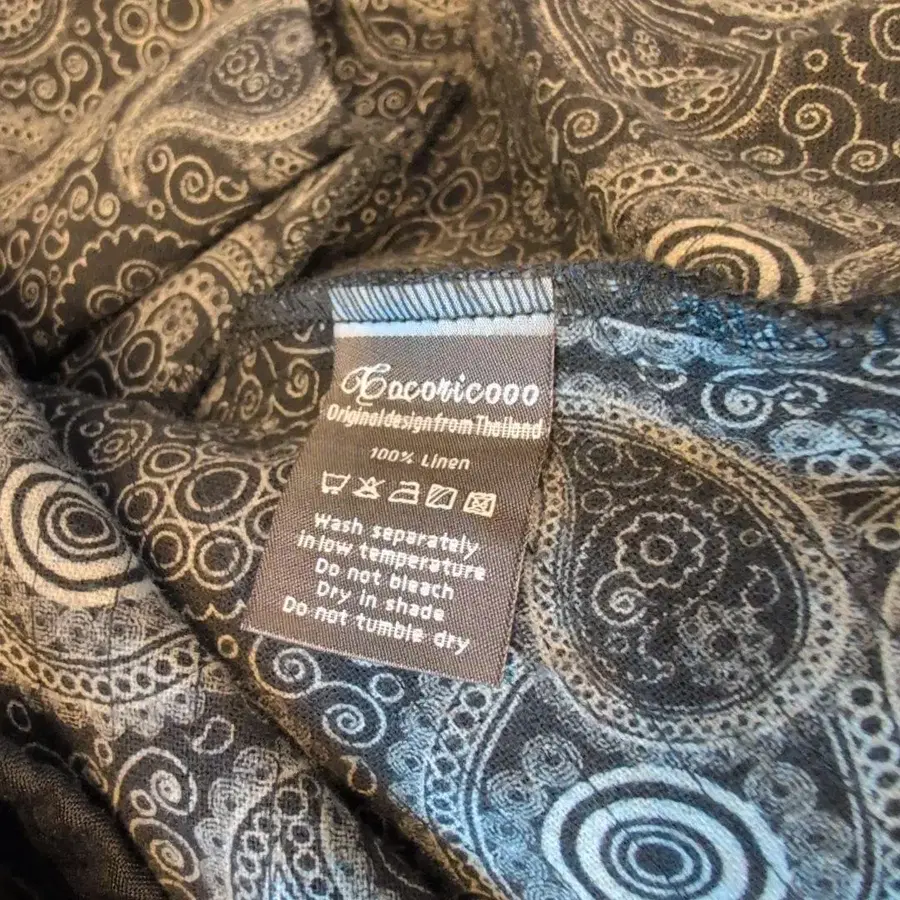 Cocoricooo
Original design from Thailand
100% Linen
Wash separately
in low temperature
Do not bleach
Dry in shade
Do not tumble dry